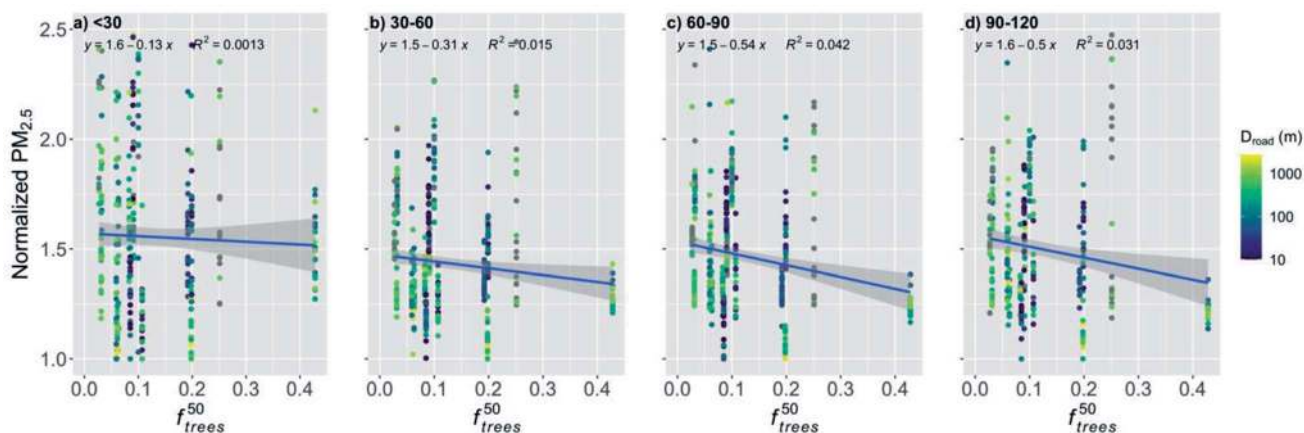 a) <30
y = 1.6 − 0.13 x R² = 0.0013
b) 30-60
y = 1.5 − 0.31 x R² = 0.015
c) 60-90
y = 1.5 − 0.54 x R² = 0.042
d) 90-120
y = 1.6 − 0.5 x R² = 0.031
Normalized PM₂.₅
2.5
2.0
1.5
1.0
0.0 0.1 0.2 0.3 0.4
0.0 0.1 0.2 0.3 0.4
0.0 0.1 0.2 0.3 0.4
0.0 0.1 0.2 0.3 0.4
f⁵⁰trees
f⁵⁰trees
f⁵⁰trees
f⁵⁰trees
Droad (m)
1000
100
10